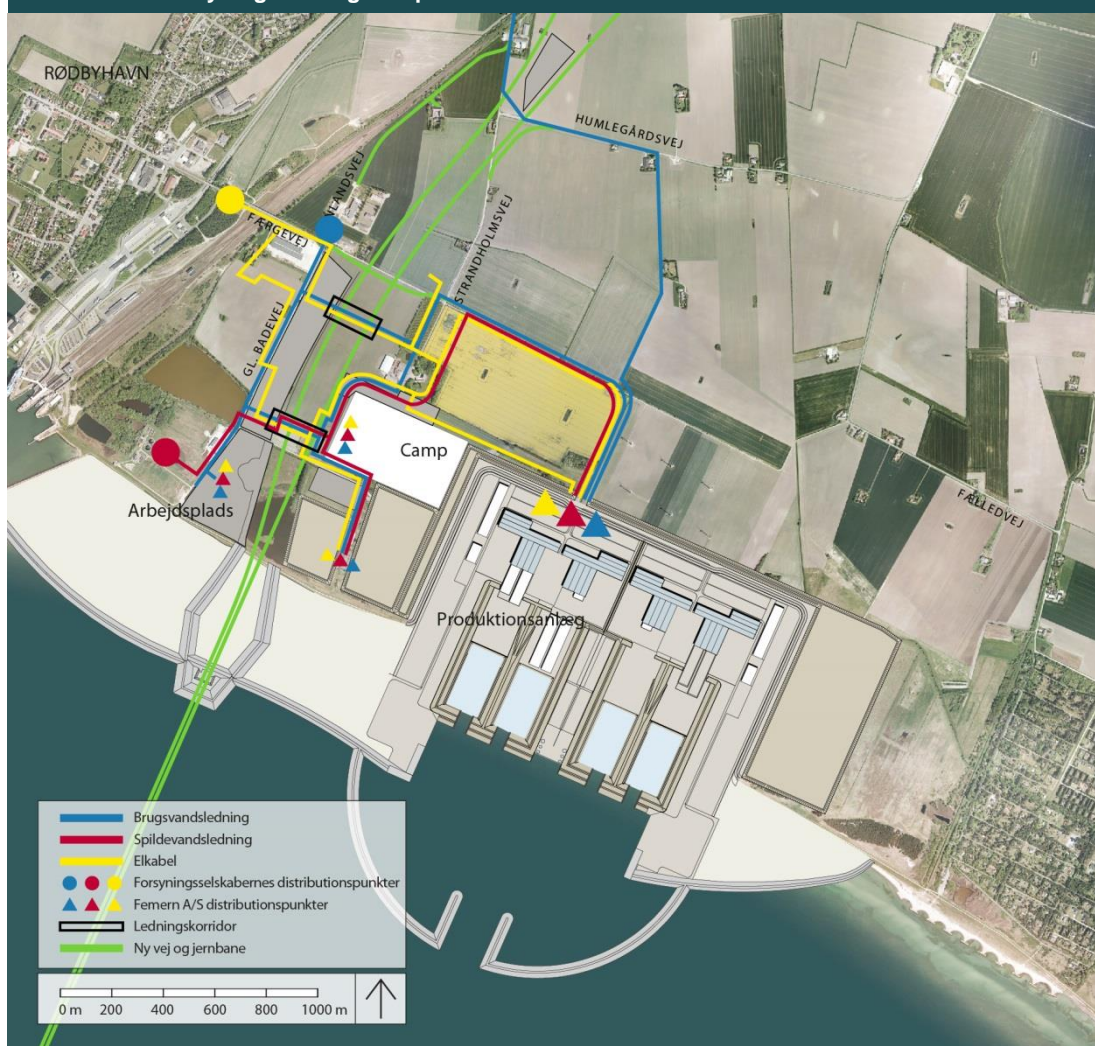 RØDBYHAVN
HUMLEGÅRDSVEJ
NLANDSVEJ
FÆRGEVEJ
STRANDHOLMSVEJ
GL. BADEVEJ
Camp
FÆLLEDVEJ
Arbejdsplads
Produktionsanlæg
Brugsvandsledning
Spildevandsledning
Elkabel
Forsyningsselskabernes distributionspunkter
Femern A/S distributionspunkter
Ledningskorridor
Ny vej og jernbane
0 m 200 400 600 800 1000 m